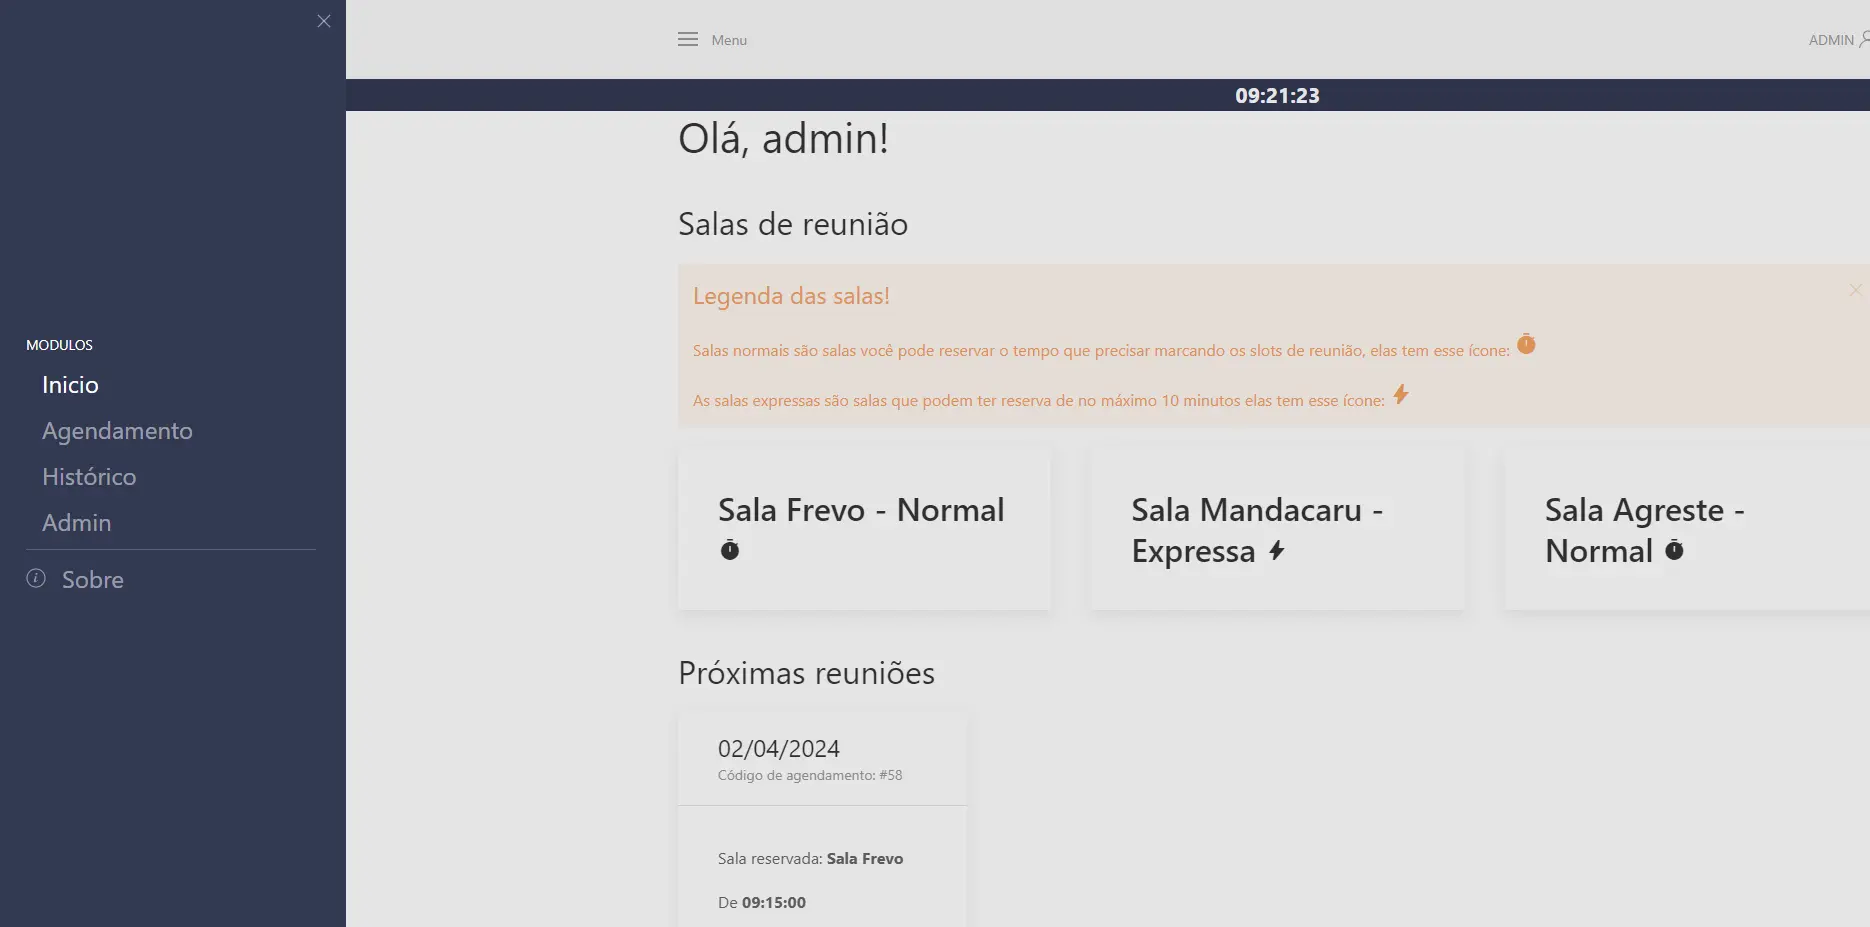 Menu
ADMIN
09:21:23
Olá, admin!
Salas de reunião
Legenda das salas!
Salas normais são salas você pode reservar o tempo que precisar marcando os slots de reunião, elas tem esse ícone:
As salas expressas são salas que podem ter reserva de no máximo 10 minutos elas tem esse ícone:
MODULOS
Inicio
Agendamento
Histórico
Admin
Sobre
Sala Frevo - Normal
Sala Mandacaru -
Expressa
Sala Agreste -
Normal
Próximas reuniões
02/04/2024
Código de agendamento: #58
Sala reservada: Sala Frevo
De 09:15:00